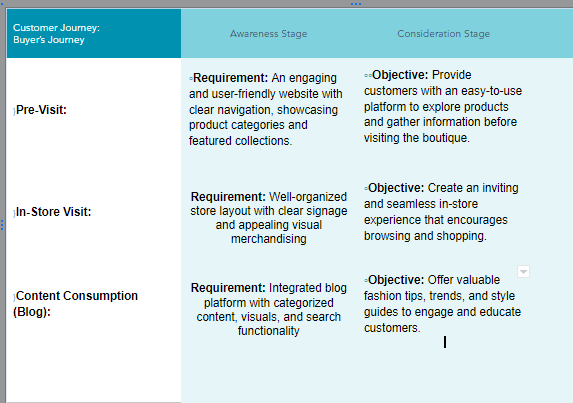 Customer Journey:
Buyer's Journey
Awareness Stage
Consideration Stage
Pre-Visit:
Requirement: An engaging
and user-friendly website with
clear navigation, showcasing
product categories and
featured collections.
Objective: Provide
customers with an easy-to-use
platform to explore products
and gather information before
visiting the boutique.
In-Store Visit:
Requirement: Well-organized
store layout with clear signage
and appealing visual
merchandising
Objective: Create an inviting
and seamless in-store
experience that encourages
browsing and shopping.
Content Consumption
(Blog):
Requirement: Integrated blog
platform with categorized
content, visuals, and search
functionality
Objective: Offer valuable
fashion tips, trends, and style
guides to engage and educate
customers.